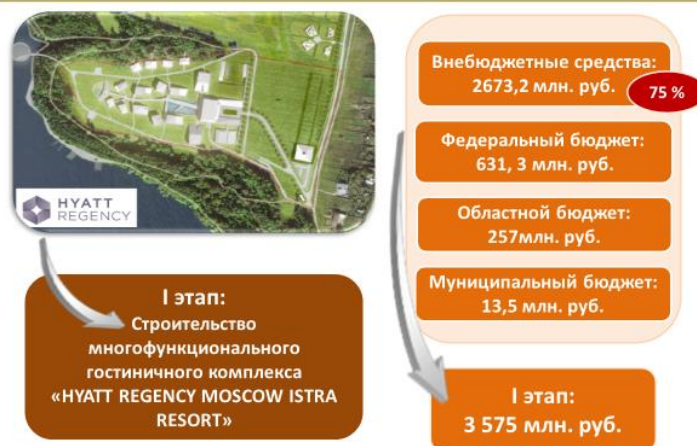 HYATT
REGENCY
I этап:
Строительство
многофункционального
гостиничного комплекса
«HYATT REGENCY MOSCOW ISTRA
RESORT»
Внебюджетные средства:
2673,2 млн. руб.
75 %
Федеральный бюджет:
631, 3 млн. руб.
Областной бюджет:
257млн. руб.
Муниципальный бюджет:
13,5 млн. руб.
I этап:
3 575 млн. руб.